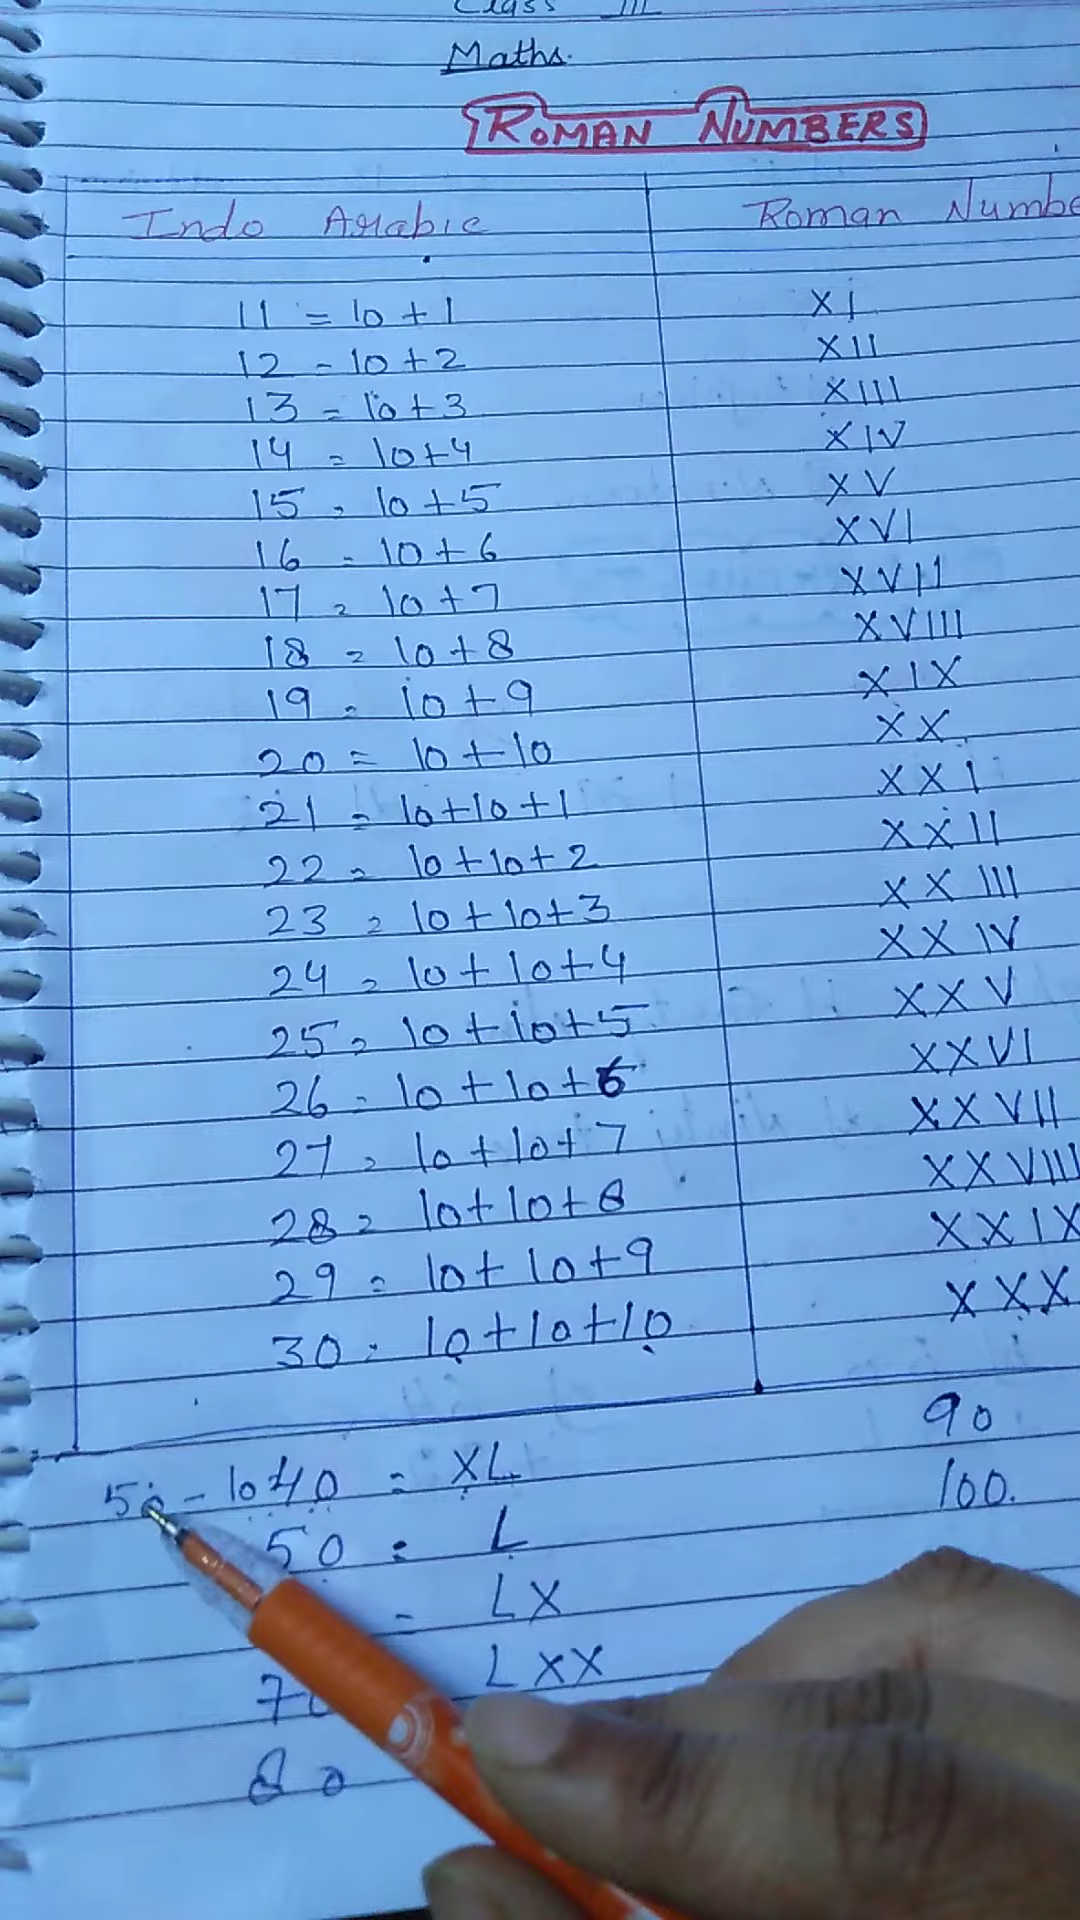 Class III
Maths.
ROMAN NUMBERS
Indo Arabic Roman Numbe
11 = 10 + 1 XI
12 - 10 + 2 XII
13 = 10 + 3 XIII
14 = 10 + 4 XIV
15 = 10 + 5 XV
16 = 10 + 6 XVI
17 = 10 + 7 XVII
18 = 10 + 8 XVIII
19 = 10 + 9 XIX
20 = 10 + 10 XX
21 = 10 + 10 + 1 XXI
22 = 10 + 10 + 2 XXII
23 = 10 + 10 + 3 XXIII
24 = 10 + 10 + 4 XXIV
25 = 10 + 10 + 5 XXV
26 = 10 + 10 + 6 XXVI
27 = 10 + 10 + 7 XXVII
28 = 10 + 10 + 8 XXVIII
29 = 10 + 10 + 9 XXIX
30 = 10 + 10 + 10 XXX
50 - 10 40 = XL 90
50 = L 100.
= LX
70 LXX
80